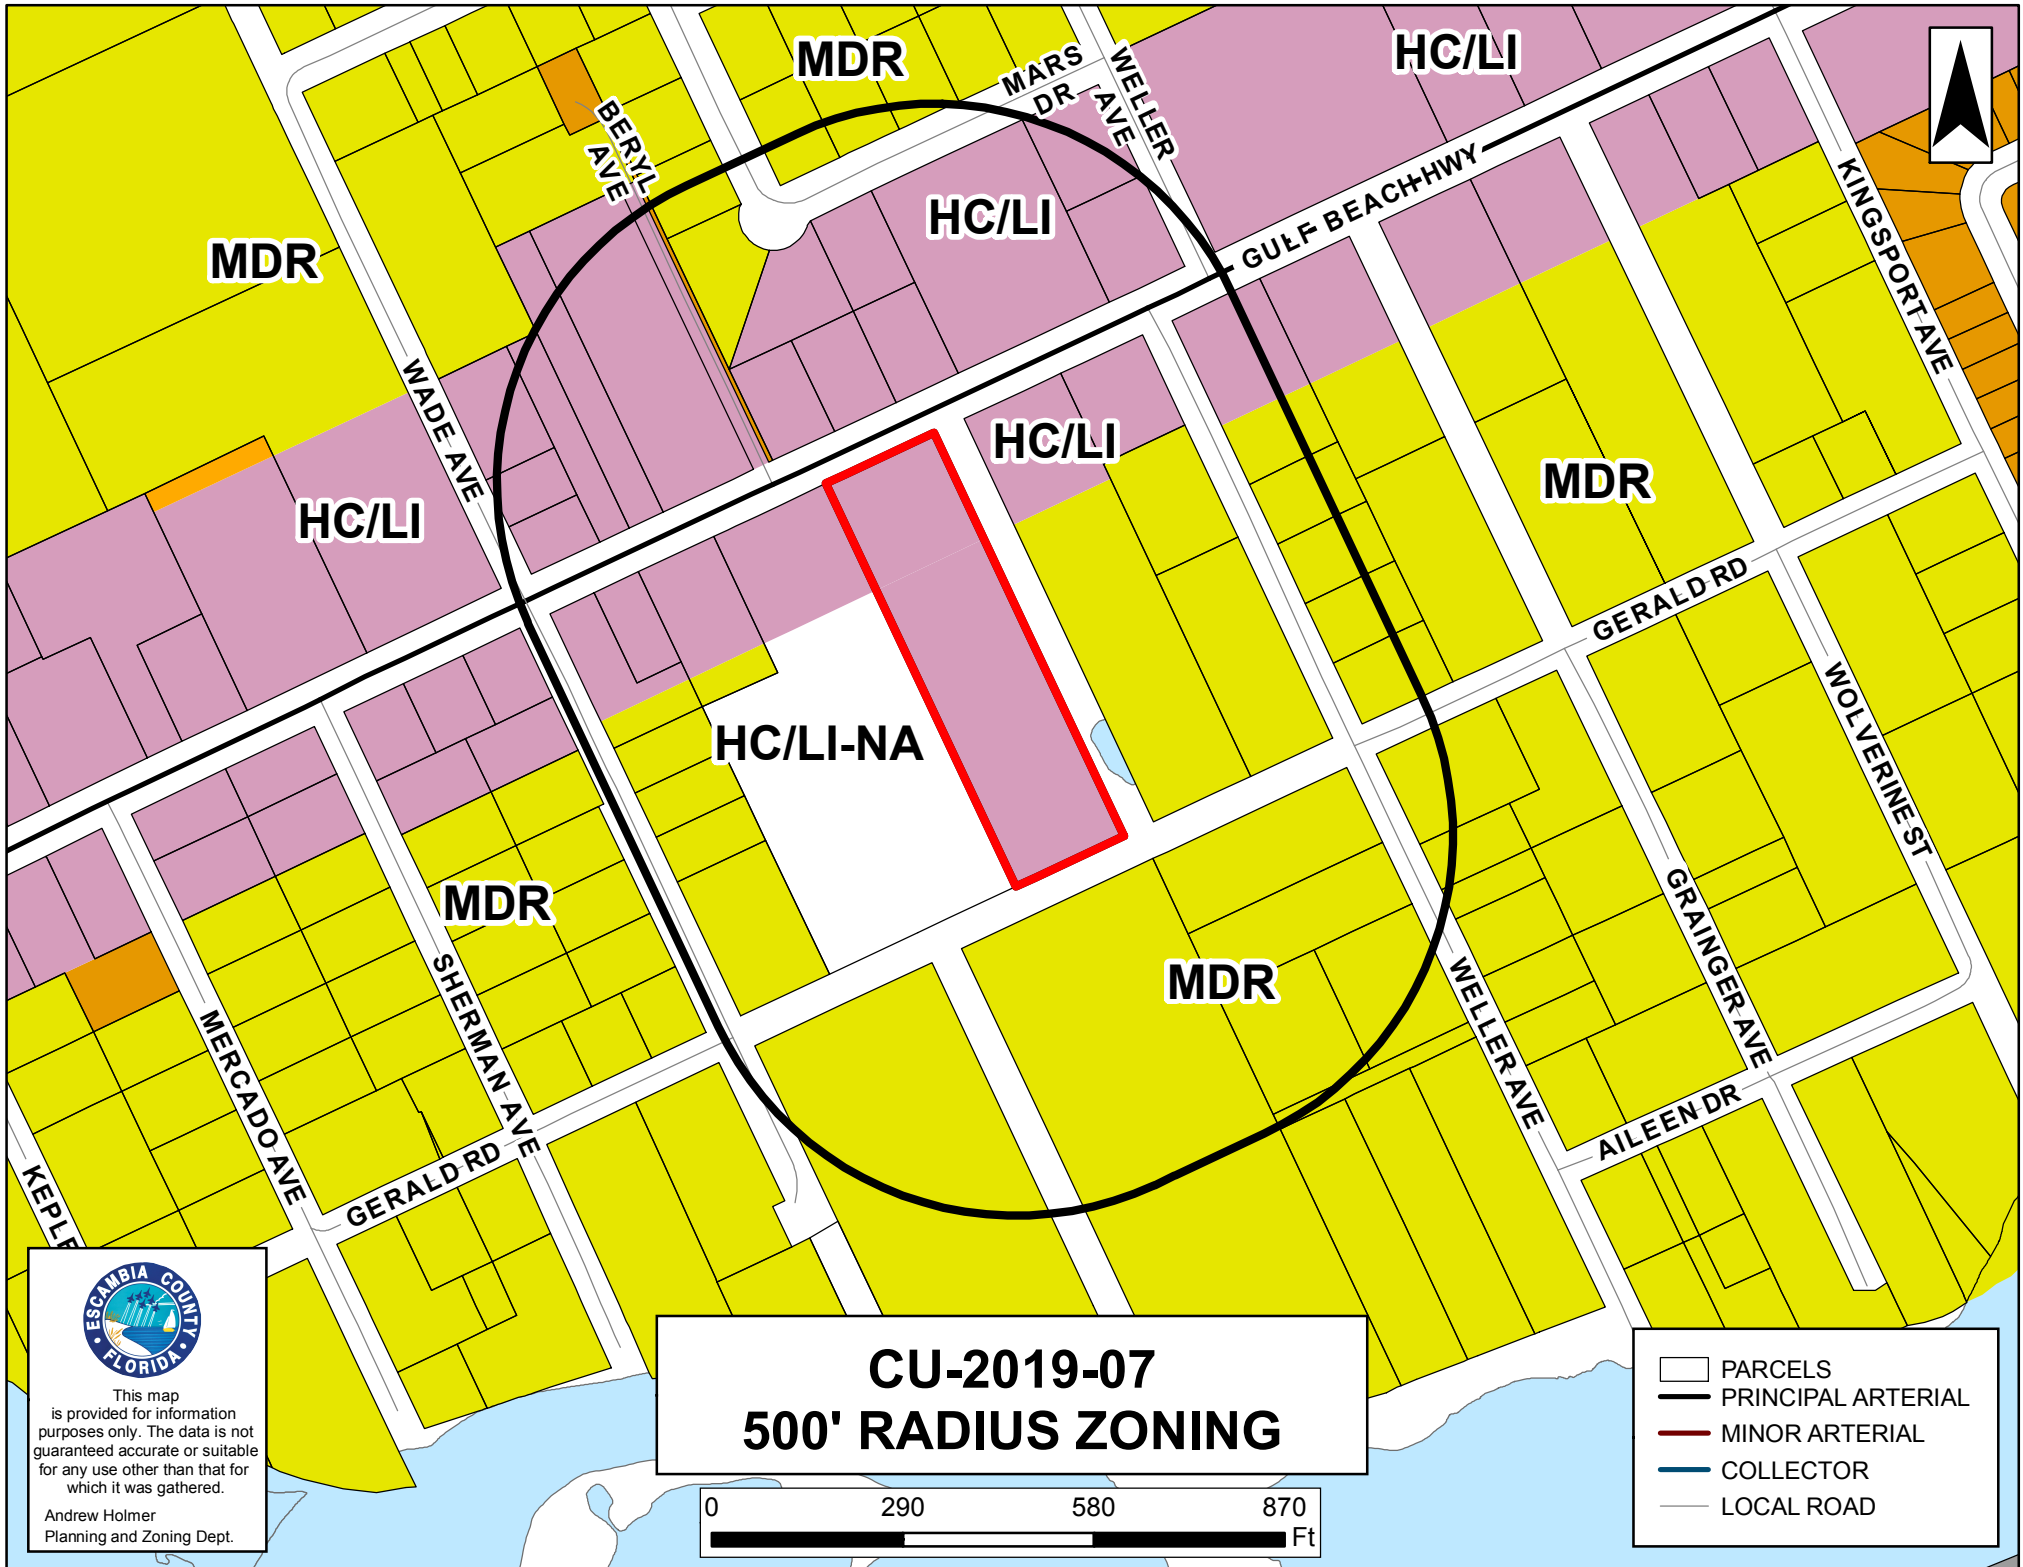 MDR
HC/LI
MARS
DR
WELLER
AVE
BERYL
AVE
HC/LI
GULF BEACH HWY
KINGSPORT AVE
MDR
WADE AVE
HC/LI
MDR
HC/LI
GERALD RD
WOLVERINE ST
HC/LI-NA
MDR
GRAINGER AVE
MDR
SHERMAN AVE
WELLER AVE
MERCADO AVE
AILEEN DR
GERALD RD
KEPLE
ESCAMBIA COUNTY
FLORIDA
This map
is provided for information
purposes only. The data is not
guaranteed accurate or suitable
for any use other than that for
which it was gathered.
Andrew Holmer
Planning and Zoning Dept.
CU-2019-07
500' RADIUS ZONING
0 290 580 870
Ft
PARCELS
PRINCIPAL ARTERIAL
MINOR ARTERIAL
COLLECTOR
LOCAL ROAD